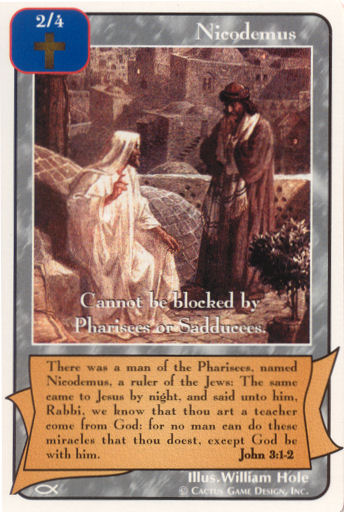 2/4
Nicodemus
Cannot be blocked by
Pharisees or Sadducees.
There was a man of the Pharisees, named
Nicodemus, a ruler of the Jews: The same
came to Jesus by night, and said unto him,
Rabbi, we know that thou art a teacher
come from God: for no man can do these
miracles that thou doest, except God be
with him. John 3:1-2
Illus.William Hole
© Cactus Game Design, Inc.